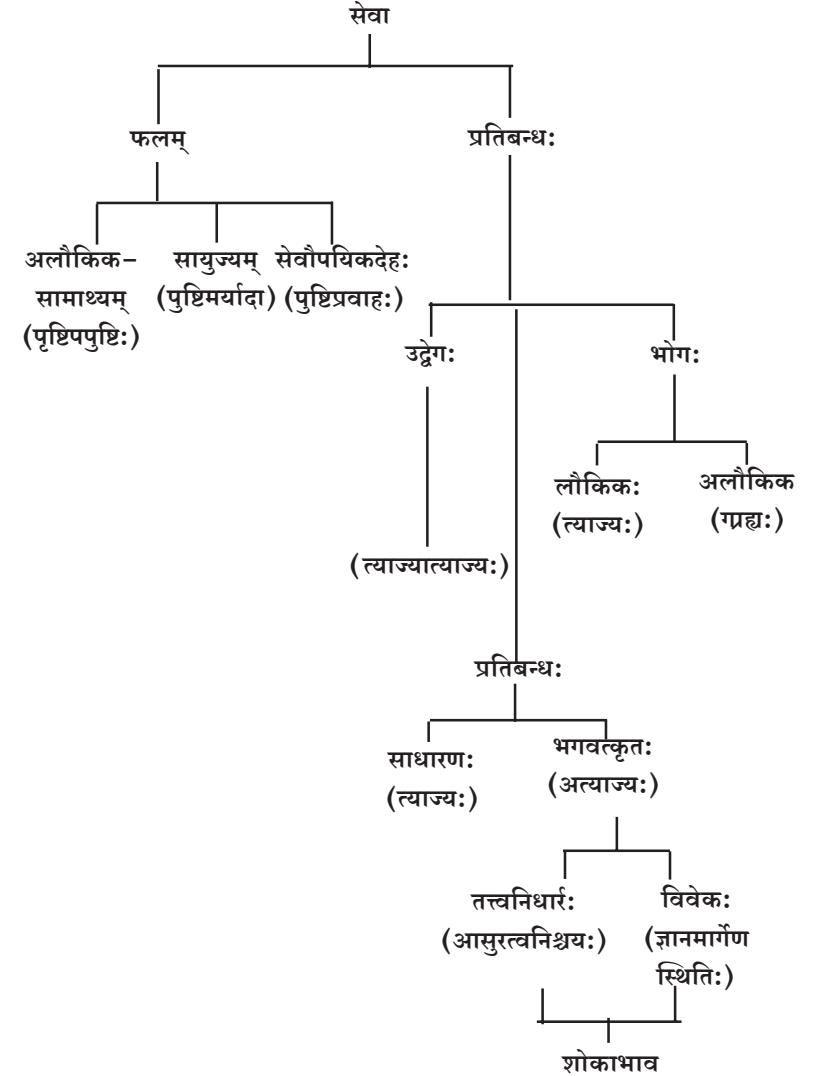 सेवा
फलम्
प्रतिबन्धः
अलौकिक-
सामाथ्यम्
(पृष्टिपपुष्टिः)
सायुज्यम्
(पुष्टिमर्यादा)
सेवौपयिकदेहः
(पुष्टिप्रवाहः)
उद्वेगः
(त्याज्यात्याज्यः)
भोगः
लौकिकः
(त्याज्यः)
अलौकिक
(ग्राह्यः)
प्रतिबन्धः
साधारणः
(त्याज्यः)
भगवत्कृतः
(अत्याज्यः)
तत्त्वनिधार्रः
(आसुरत्वनिश्चयः)
विवेकः
(ज्ञानमार्गेण
स्थितिः)
शोकाभाव